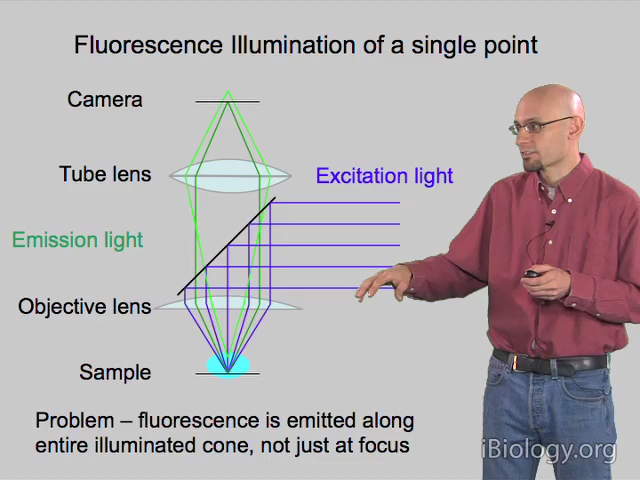 Fluorescence Illumination of a single point
Camera
Tube lens
Excitation light
Emission light
Objective lens
Sample
Problem – fluorescence is emitted along
entire illuminated cone, not just at focus
iBiology.org